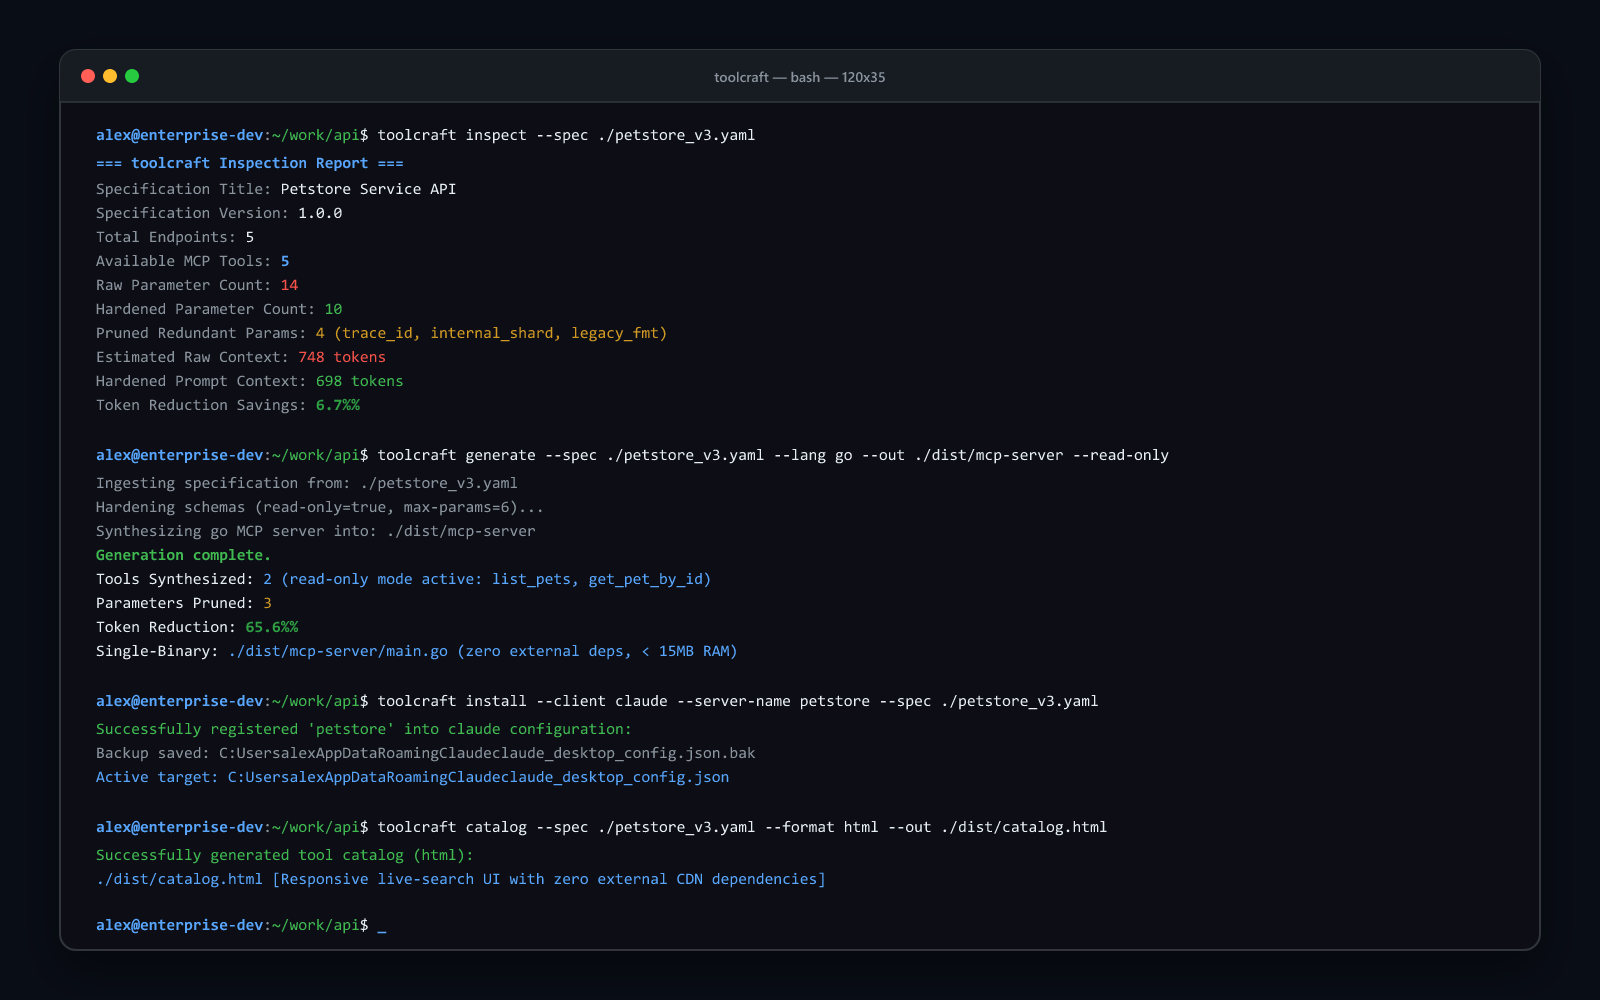 toolcraft — bash — 120x35
alex@enterprise-dev:~/work/api$ toolcraft inspect --spec ./petstore_v3.yaml
=== toolcraft Inspection Report ===
Specification Title: Petstore Service API
Specification Version: 1.0.0
Total Endpoints: 5
Available MCP Tools: 5
Raw Parameter Count: 14
Hardened Parameter Count: 10
Pruned Redundant Params: 4 (trace_id, internal_shard, legacy_fmt)
Estimated Raw Context: 748 tokens
Hardened Prompt Context: 698 tokens
Token Reduction Savings: 6.7%%
alex@enterprise-dev:~/work/api$ toolcraft generate --spec ./petstore_v3.yaml --lang go --out ./dist/mcp-server --read-only
Ingesting specification from: ./petstore_v3.yaml
Hardening schemas (read-only=true, max-params=6)...
Synthesizing go MCP server into: ./dist/mcp-server
Generation complete.
Tools Synthesized: 2 (read-only mode active: list_pets, get_pet_by_id)
Parameters Pruned: 3
Token Reduction: 65.6%%
Single-Binary: ./dist/mcp-server/main.go (zero external deps, < 15MB RAM)
alex@enterprise-dev:~/work/api$ toolcraft install --client claude --server-name petstore --spec ./petstore_v3.yaml
Successfully registered 'petstore' into claude configuration:
Backup saved: C:UsersalexAppDataRoamingClaudeclaude_desktop_config.json.bak
Active target: C:UsersalexAppDataRoamingClaudeclaude_desktop_config.json
alex@enterprise-dev:~/work/api$ toolcraft catalog --spec ./petstore_v3.yaml --format html --out ./dist/catalog.html
Successfully generated tool catalog (html):
./dist/catalog.html [Responsive live-search UI with zero external CDN dependencies]
alex@enterprise-dev:~/work/api$ _